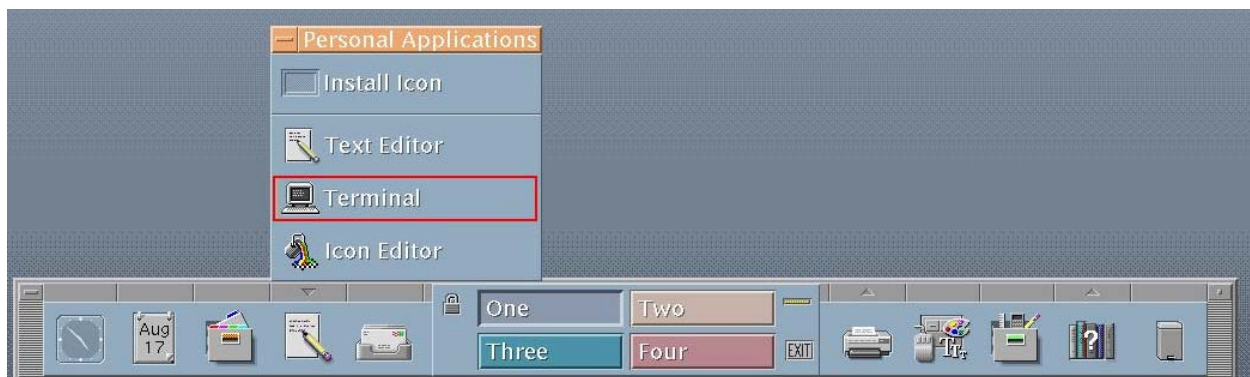 Personal Applications
Install Icon
Text Editor
Terminal
Icon Editor
One
Two
Aug
17
Three
Four
EXIT
?